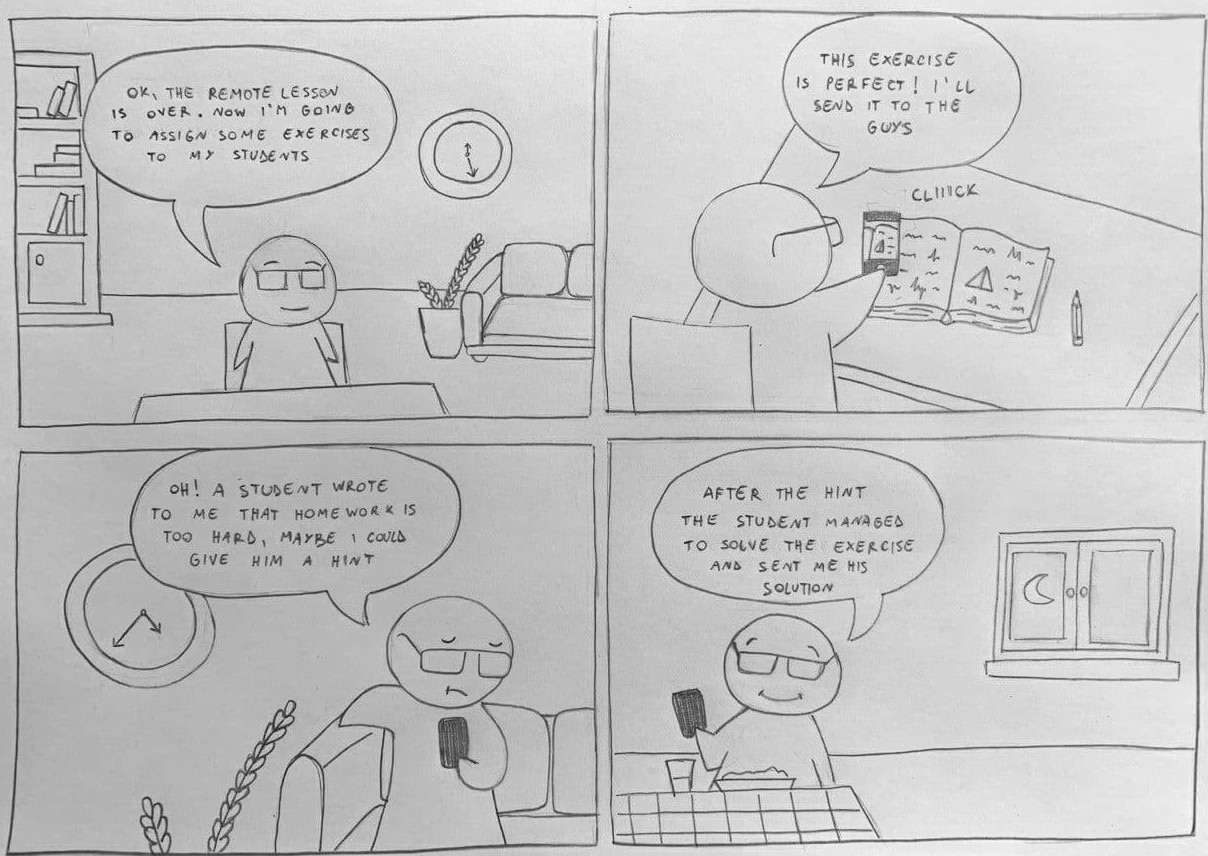 OK, THE REMOTE LESSON
IS OVER. NOW I'M GOING
TO ASSIGN SOME EXERCISES
TO MY STUDENTS
THIS EXERCISE
IS PERFECT! I'LL
SEND IT TO THE
GUYS
CLIIICK
OH! A STUDENT WROTE
TO ME THAT HOMEWORK IS
TOO HARD, MAYBE I COULD
GIVE HIM A HINT
AFTER THE HINT
THE STUDENT MANAGED
TO SOLVE THE EXERCISE
AND SENT ME HIS
SOLUTION